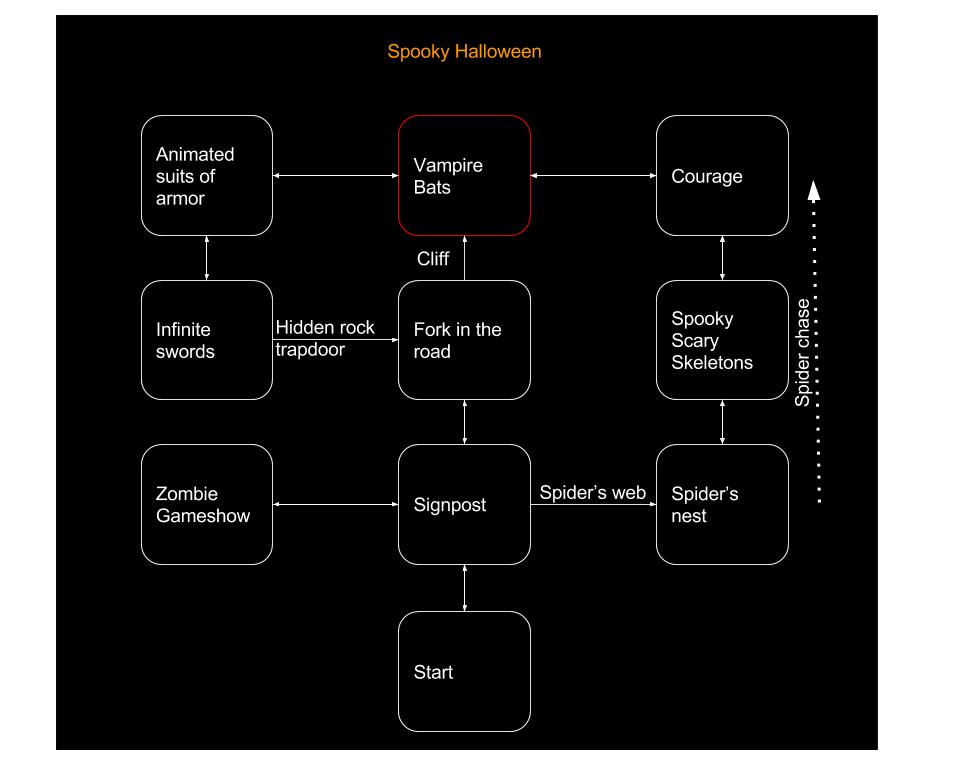 Spooky Halloween
Animated
suits of
armor
Vampire
Bats
Courage
Cliff
Infinite
swords
Hidden rock
trapdoor
Fork in the
road
Spooky
Scary
Skeletons
Spider chase
Zombie
Gameshow
Signpost
Spider's web
Spider's
nest
Start